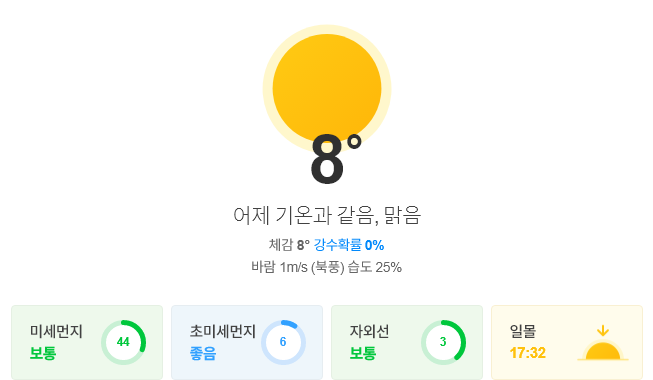 8°
어제 기온과 같음, 맑음
체감 8° 강수확률 0%
바람 1m/s (북풍) 습도 25%
미세먼지
보통
44
초미세먼지
좋음
6
자외선
보통
3
일몰
17:32